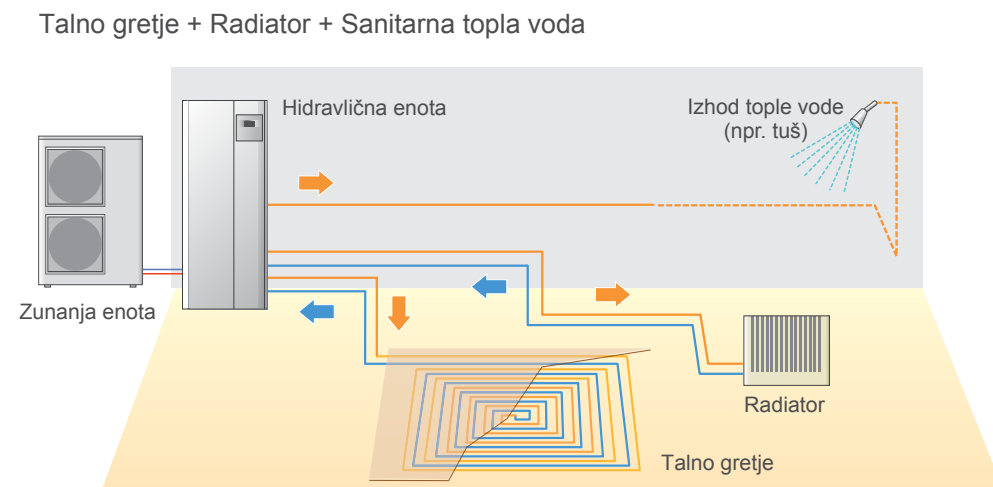 Talno gretje + Radiator + Sanitarna topla voda
Hidravlična enota
Izhod tople vode
(npr. tuš)
Zunanja enota
Radiator
Talno gretje